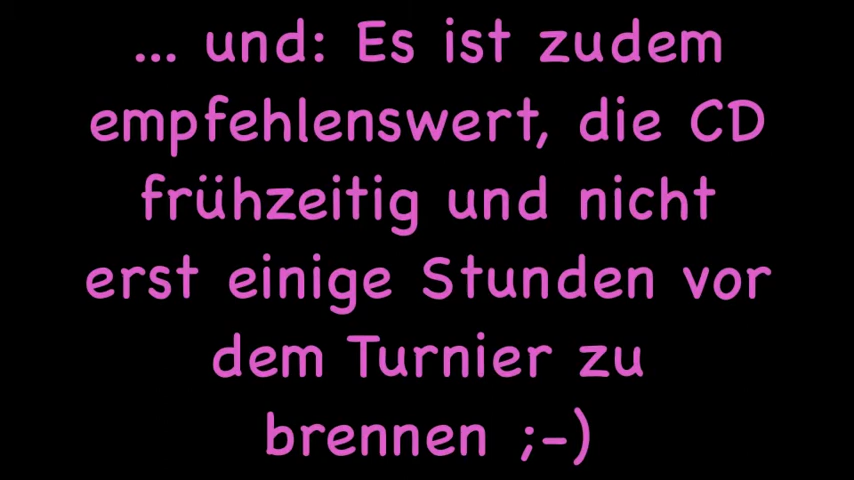 ... und: Es ist zudem
empfehlenswert, die CD
frühzeitig und nicht
erst einige Stunden vor
dem Turnier zu
brennen ;-)